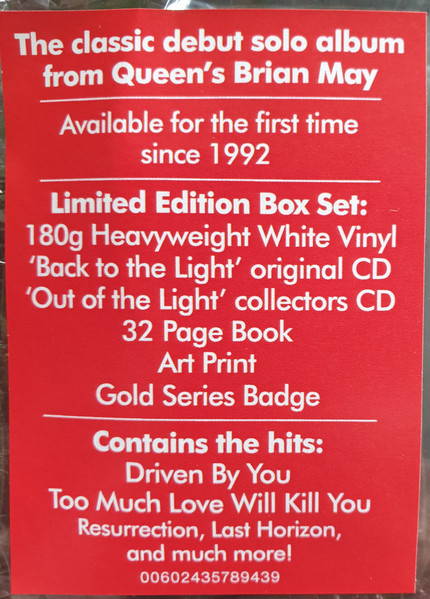 The classic debut solo album
from Queen's Brian May
Available for the first time
since 1992
Limited Edition Box Set:
180g Heavyweight White Vinyl
'Back to the Light' original CD
'Out of the Light' collectors CD
32 Page Book
Art Print
Gold Series Badge
Contains the hits:
Driven By You
Too Much Love Will Kill You
Resurrection, Last Horizon,
and much more!
00602435789439